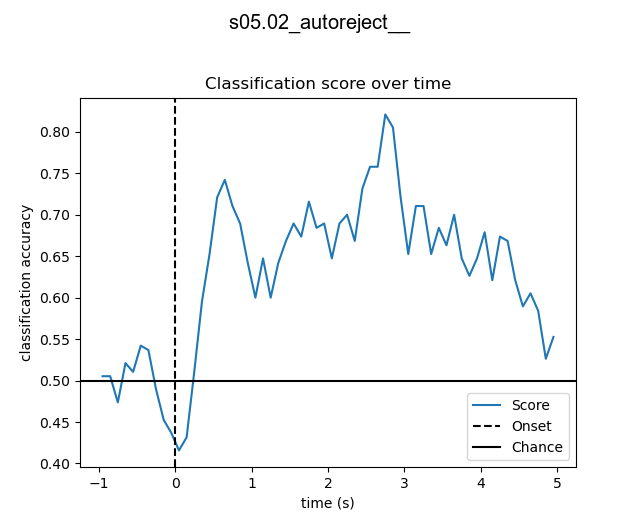 s05.02_autoreject__
Classification score over time
classification accuracy
0.80
0.75
0.70
0.65
0.60
0.55
0.50
0.45
0.40
−1
0
1
2
3
4
5
time (s)
Score
Onset
Chance